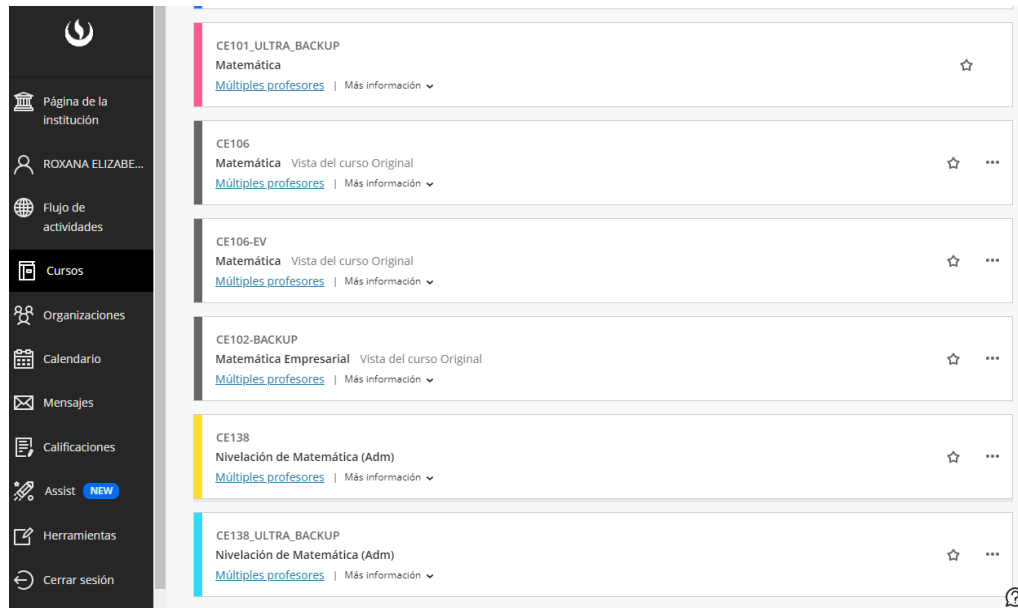 Página de la
institución
ROXANA ELIZABE...
Flujo de
actividades
Cursos
Organizaciones
Calendario
Mensajes
Calificaciones
Assist NEW
Herramientas
Cerrar sesión
CE101_ULTRA_BACKUP
Matemática
Múltiples profesores | Más información
CE106
Matemática Vista del curso Original
Múltiples profesores | Más información
CE106-EV
Matemática Vista del curso Original
Múltiples profesores | Más información
CE102-BACKUP
Matemática Empresarial Vista del curso Original
Múltiples profesores | Más información
CE138
Nivelación de Matemática (Adm)
Múltiples profesores | Más información
CE138_ULTRA_BACKUP
Nivelación de Matemática (Adm)
Múltiples profesores | Más información